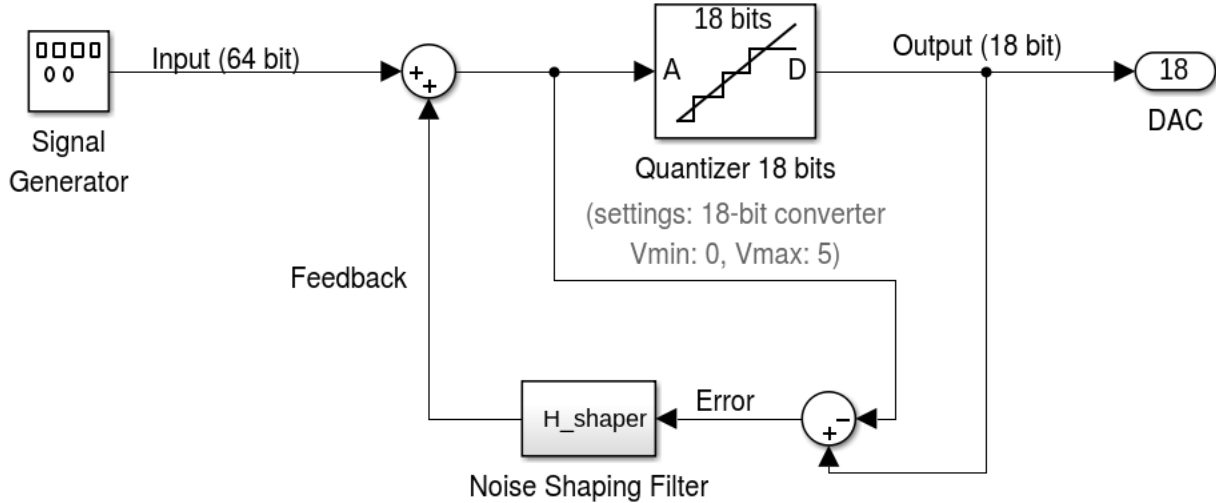 18 bits
Input (64 bit)
Output (18 bit)
+
+
A
D
18
Signal
Generator
DAC
Quantizer 18 bits
(settings: 18-bit converter
Vmin: 0, Vmax: 5)
Feedback
H_shaper
Error
−
+
Noise Shaping Filter